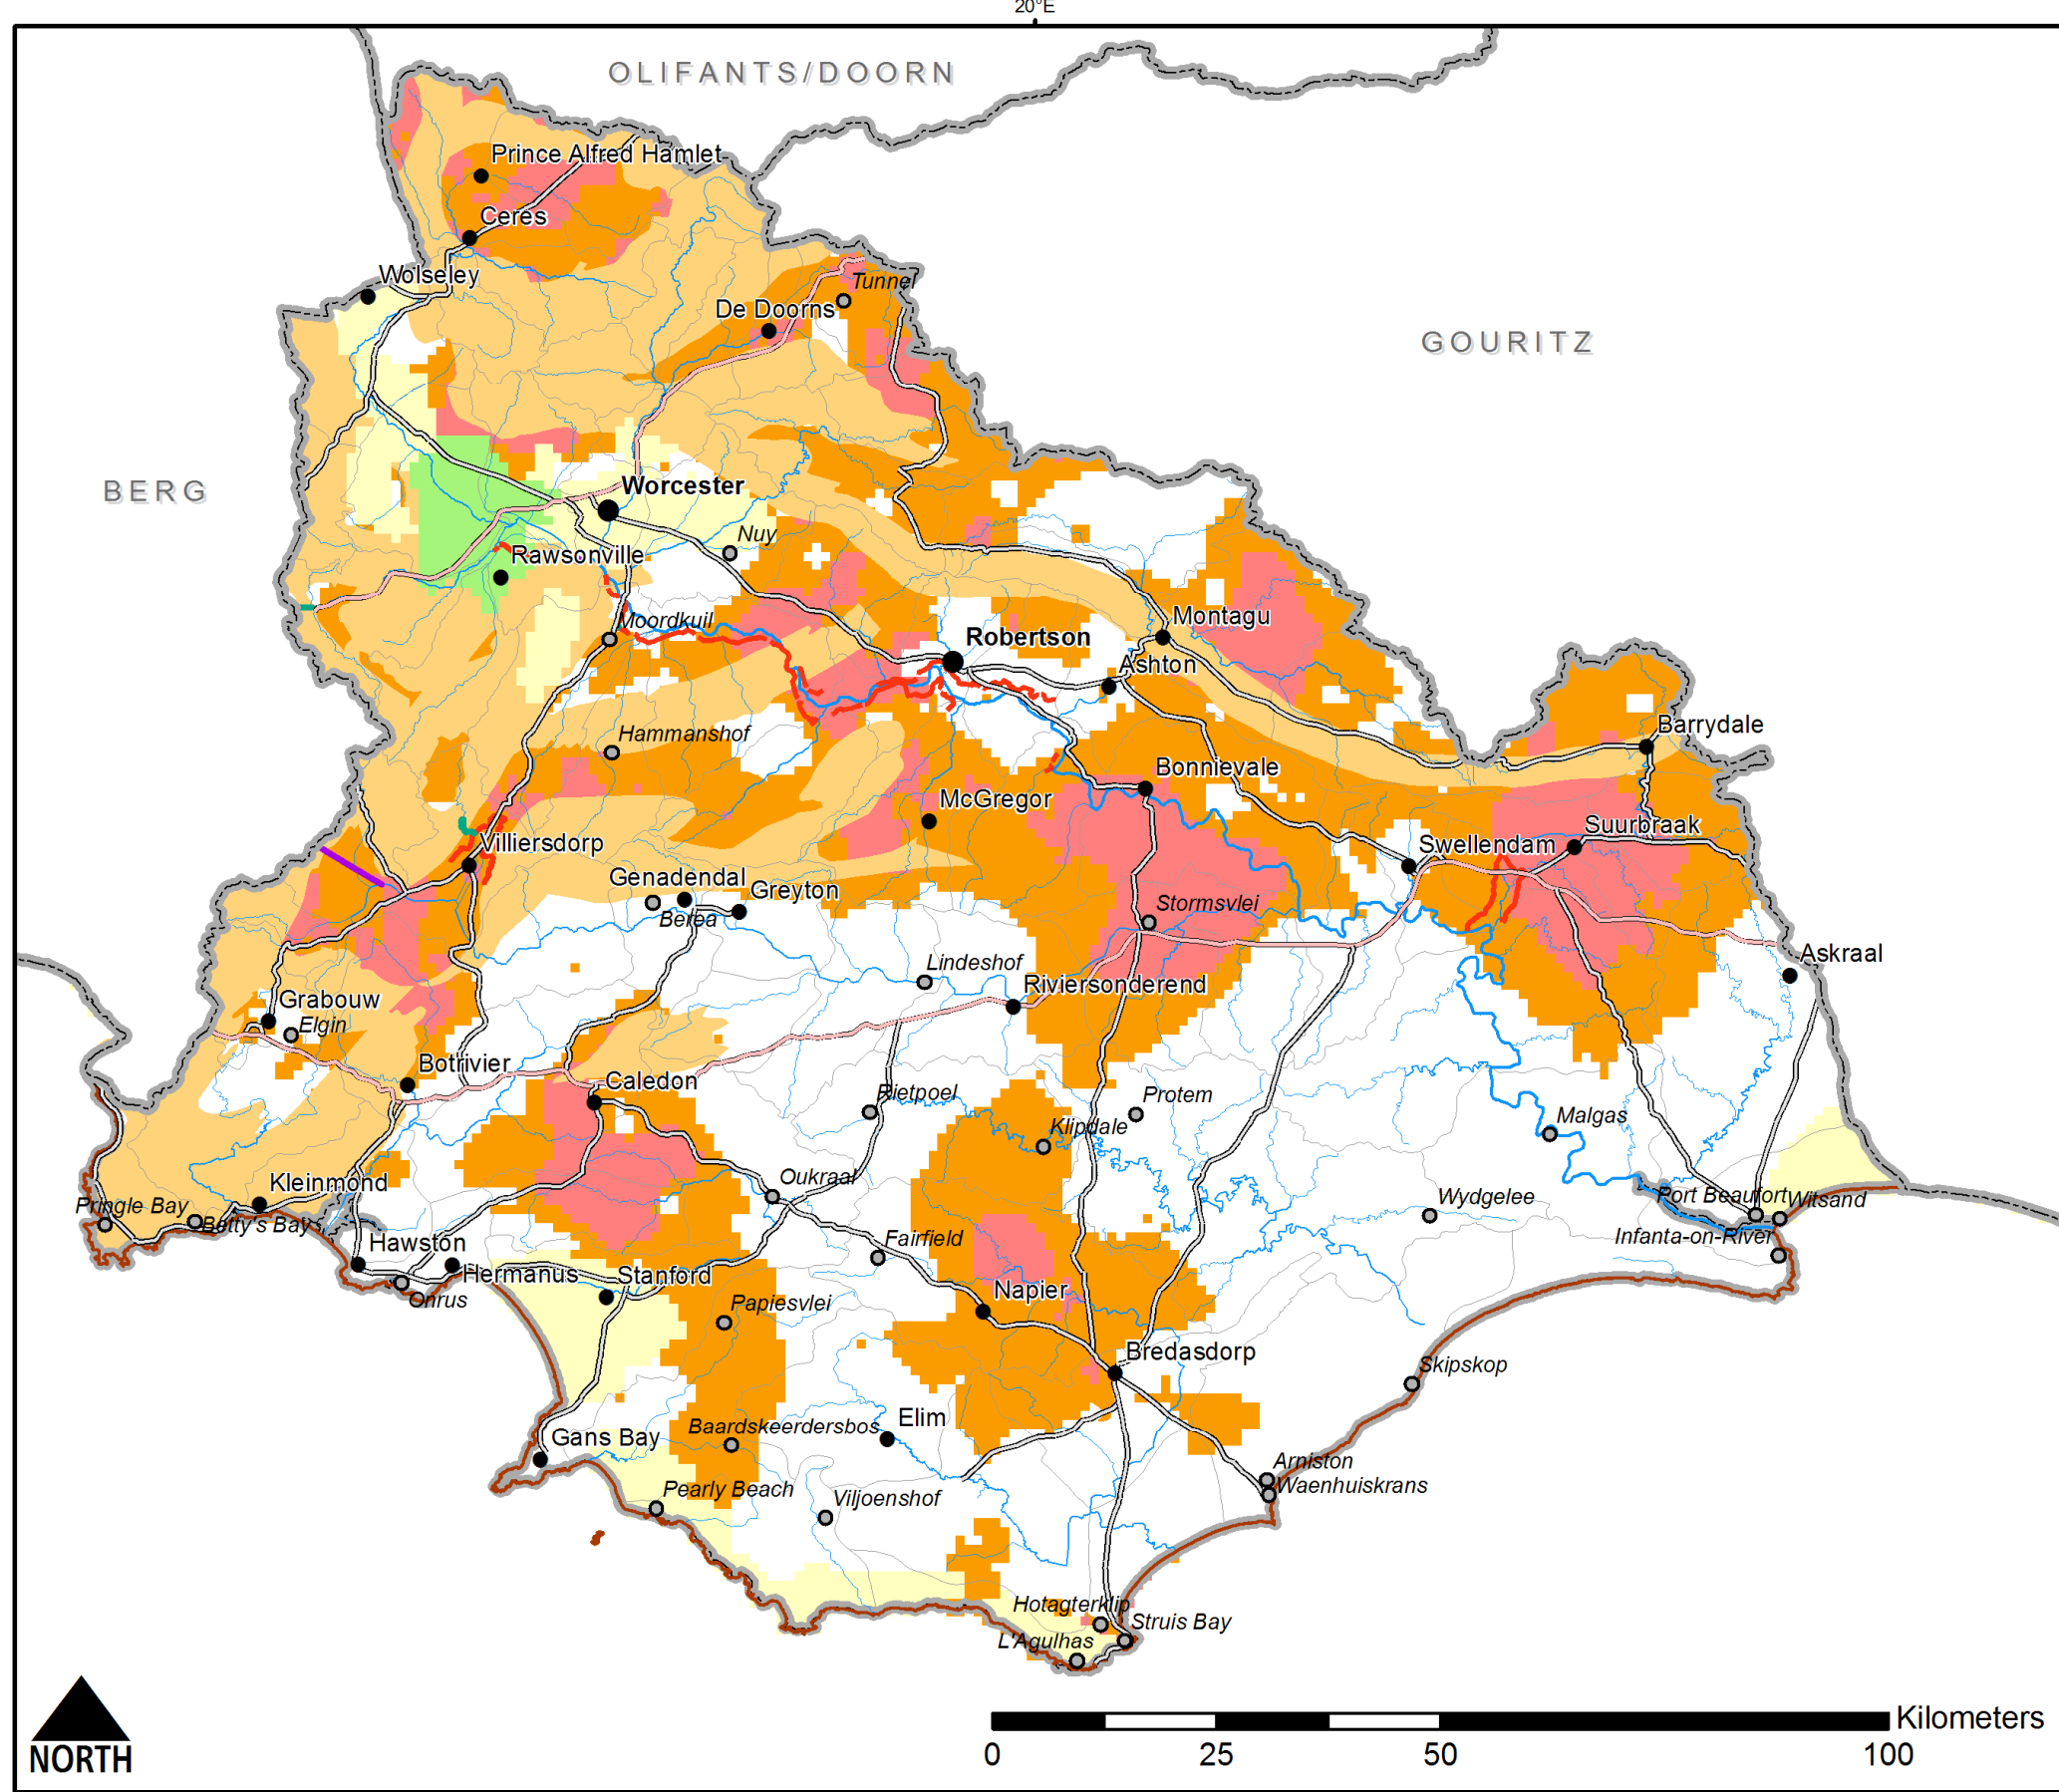 20°E
OLIFANTS/DOORN
Prince Alfred Hamlet
Ceres
Wolseley
Tunnel
De Doorns
GOURITZ
BERG
Worcester
Nuy
Rawsonville
Moordkuil
Montagu
Robertson
Ashton
Hammanshof
Barrydale
Bonnievale
McGregor
Suurbraak
Villiersdorp
Swellendam
Genadendal
Greyton
Berea
Stormsvlei
Askraal
Lindeshof
Riviersonderend
Grabouw
Elgin
Botrivier
Caledon
Rietpoel
Protem
Malgas
Klipdale
Oukraal
Kleinmond
Pringle Bay
Betty's Bay
Wydgelee
Port Beaufort
Witsand
Infanta-on-River
Hawston
Fairfield
Hermanus
Stanford
Onrus
Papiesvlei
Napier
Bredasdorp
Skipskop
Baardskeerdersbos
Elim
Gans Bay
Arniston
Waenhuiskrans
Pearly Beach
Viljoenshof
Hotagterklip
Struis Bay
L'Agulhas
NORTH
Kilometers
0 25 50 100